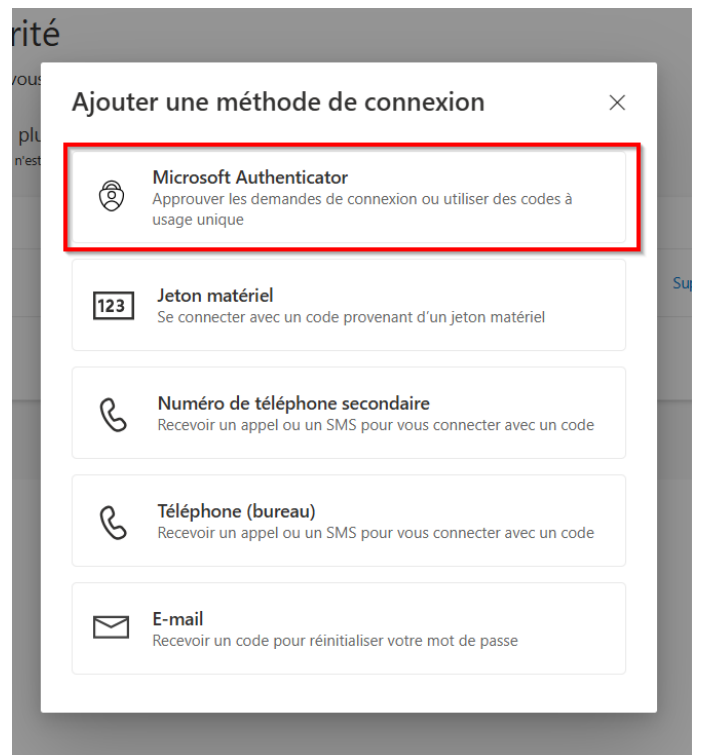 rité
vous
Ajouter une méthode de connexion
plu
n'est
Microsoft Authenticator
Approuver les demandes de connexion ou utiliser des codes à
usage unique
Jeton matériel
Sup
123
Se connecter avec un code provenant d'un jeton matériel
Numéro de téléphone secondaire
Recevoir un appel ou un SMS pour vous connecter avec un code
Téléphone (bureau)
Recevoir un appel ou un SMS pour vous connecter avec un code
E-mail
Recevoir un code pour réinitialiser votre mot de passe